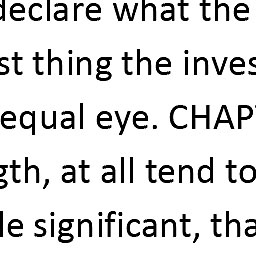 declare what the
st thing the inves
equal eye. CHAP
gth, at all tend to
le significant, tha